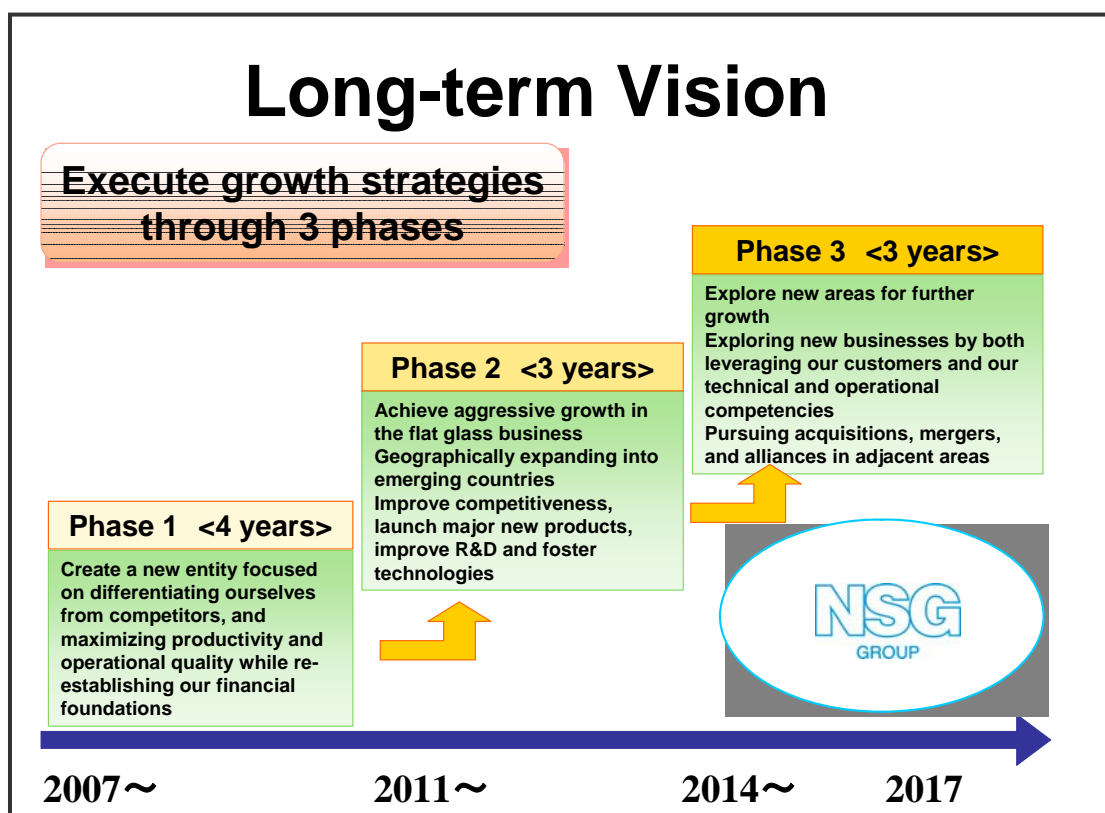 Long-term Vision
Execute growth strategies
through 3 phases
Phase 1 <4 years>
Create a new entity focused
on differentiating ourselves
from competitors, and
maximizing productivity and
operational quality while re-
establishing our financial
foundations
Phase 2 <3 years>
Achieve aggressive growth in
the flat glass business
Geographically expanding into
emerging countries
Improve competitiveness,
launch major new products,
improve R&D and foster
technologies
Phase 3 <3 years>
Explore new areas for further
growth
Exploring new businesses by both
leveraging our customers and our
technical and operational
competencies
Pursuing acquisitions, mergers,
and alliances in adjacent areas
NSG
GROUP
2007～ 2011～ 2014～ 2017